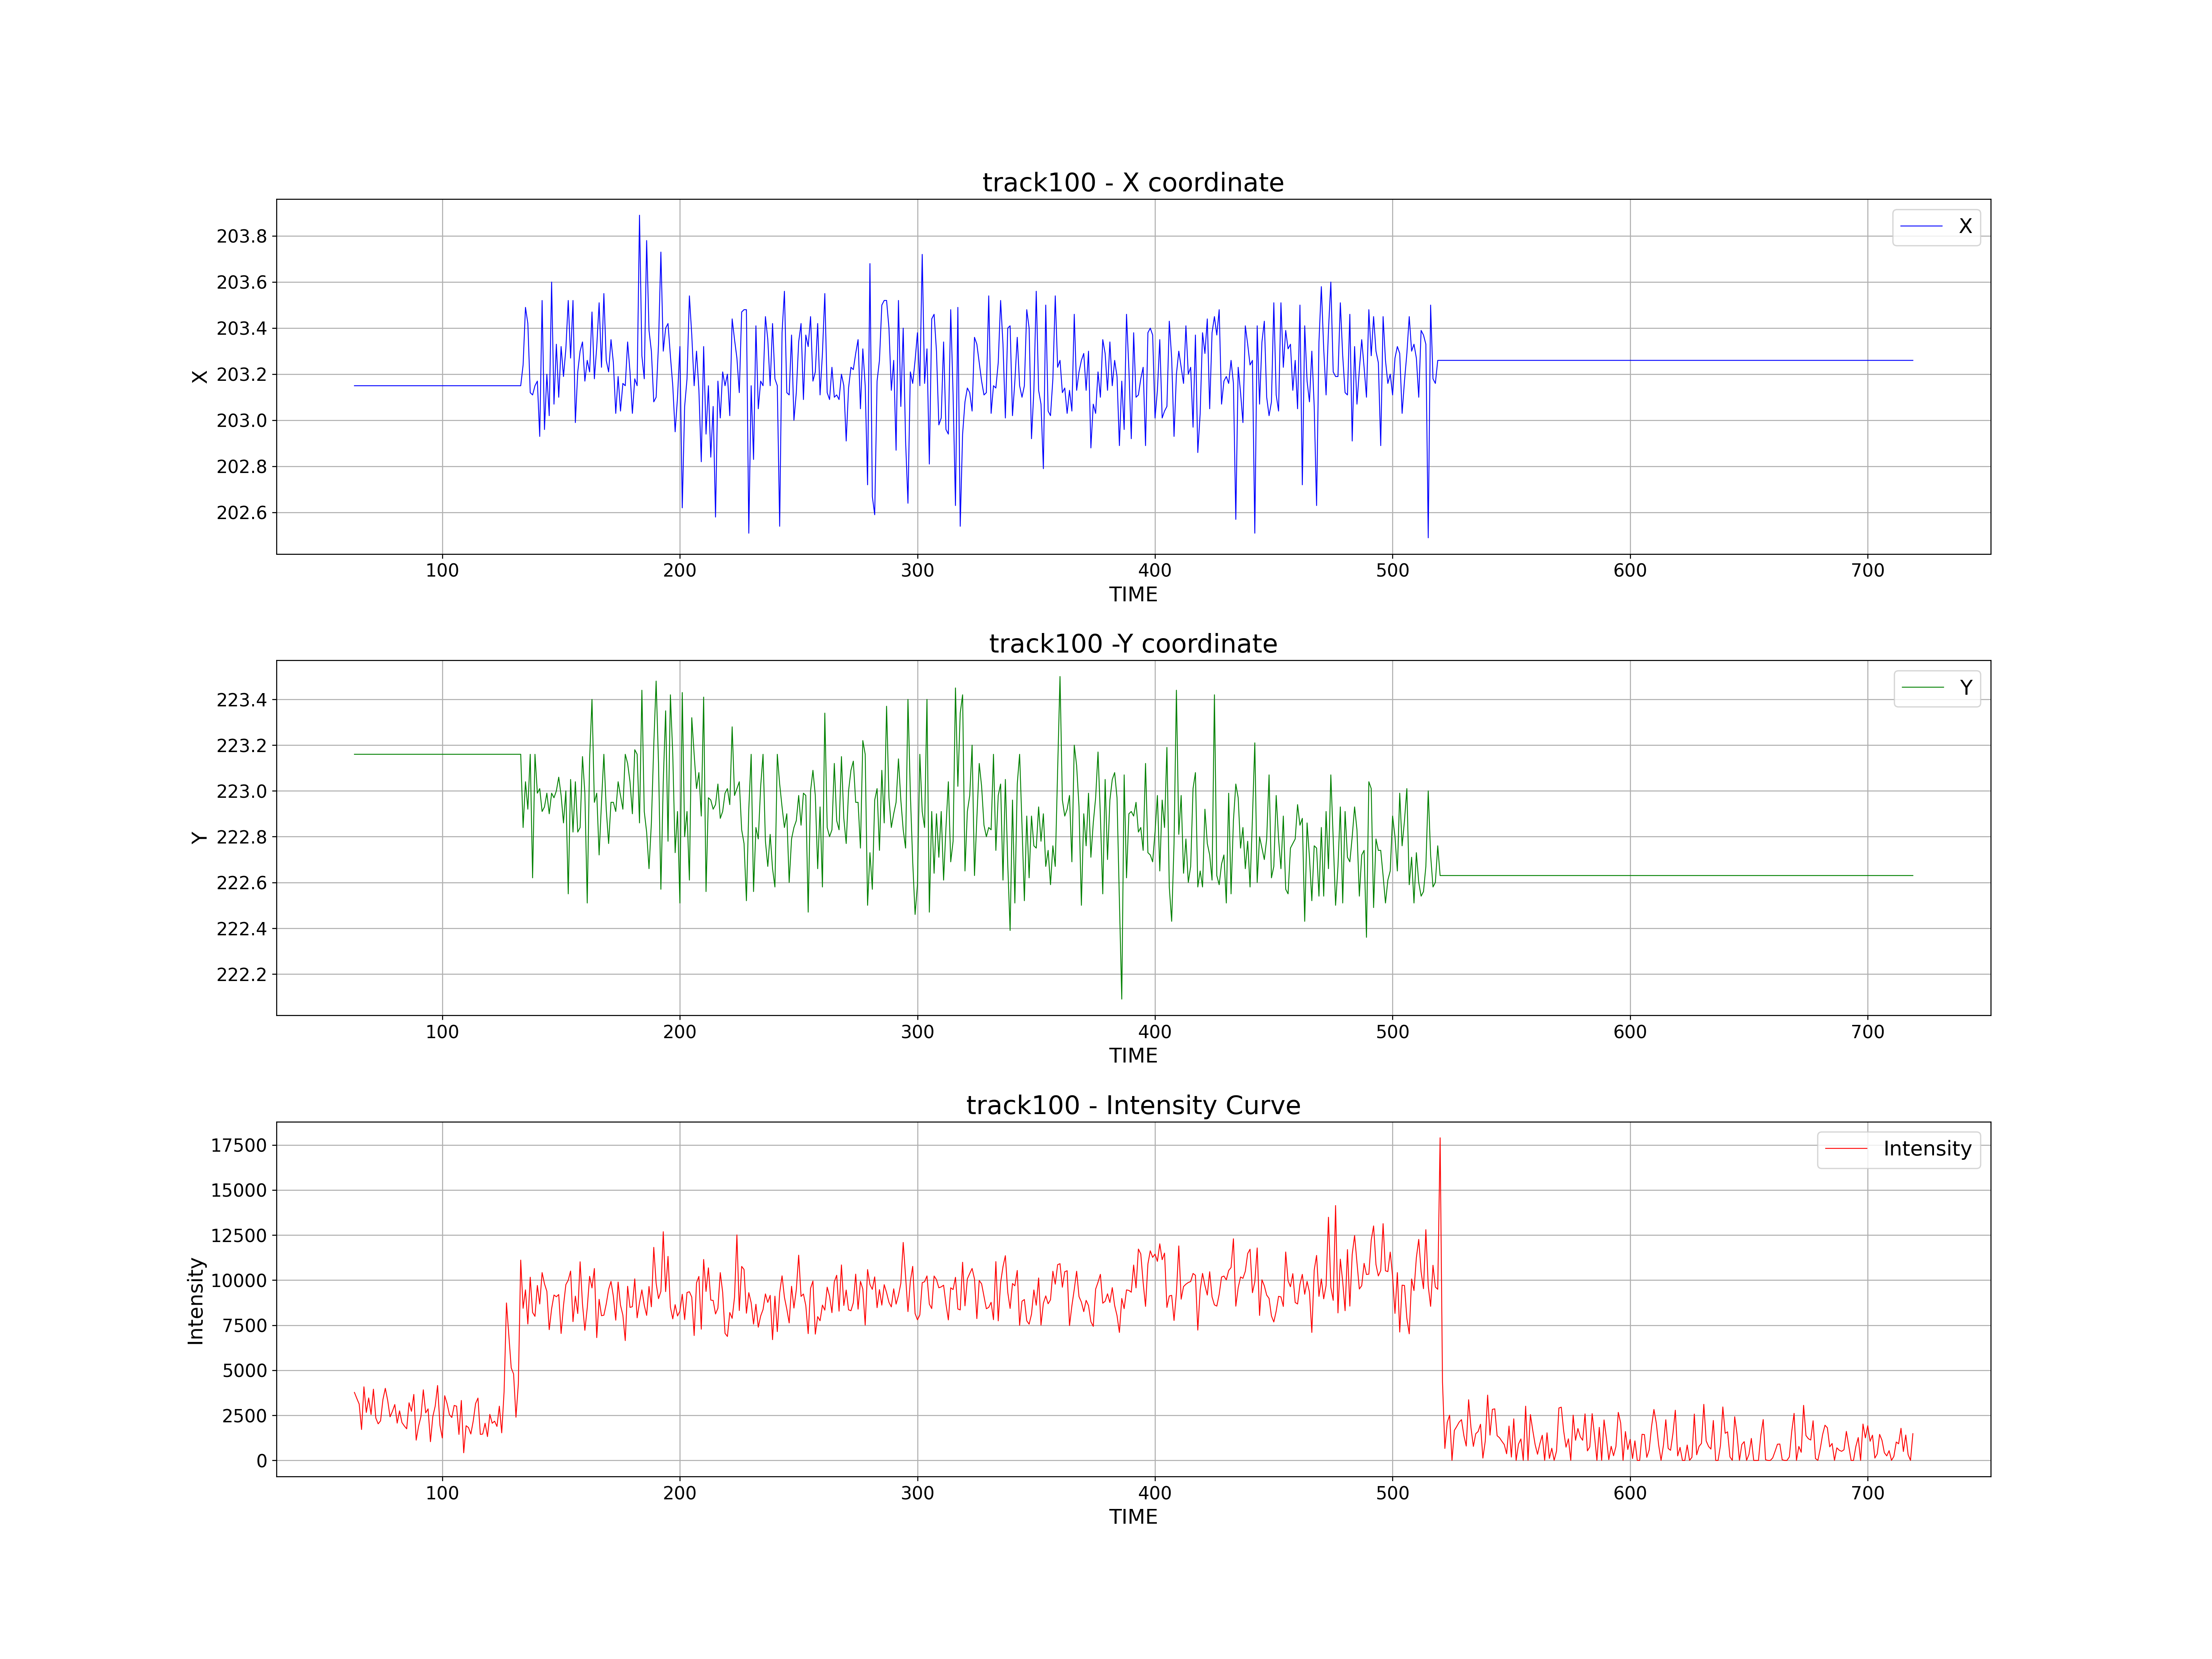 track100 - X coordinate
X
203.8
203.6
203.4
203.2
203.0
202.8
202.6
X
100 200 300 400 500 600 700
TIME
track100 -Y coordinate
Y
223.4
223.2
223.0
222.8
222.6
222.4
222.2
Y
100 200 300 400 500 600 700
TIME
track100 - Intensity Curve
Intensity
17500
15000
12500
10000
7500
5000
2500
0
Intensity
100 200 300 400 500 600 700
TIME